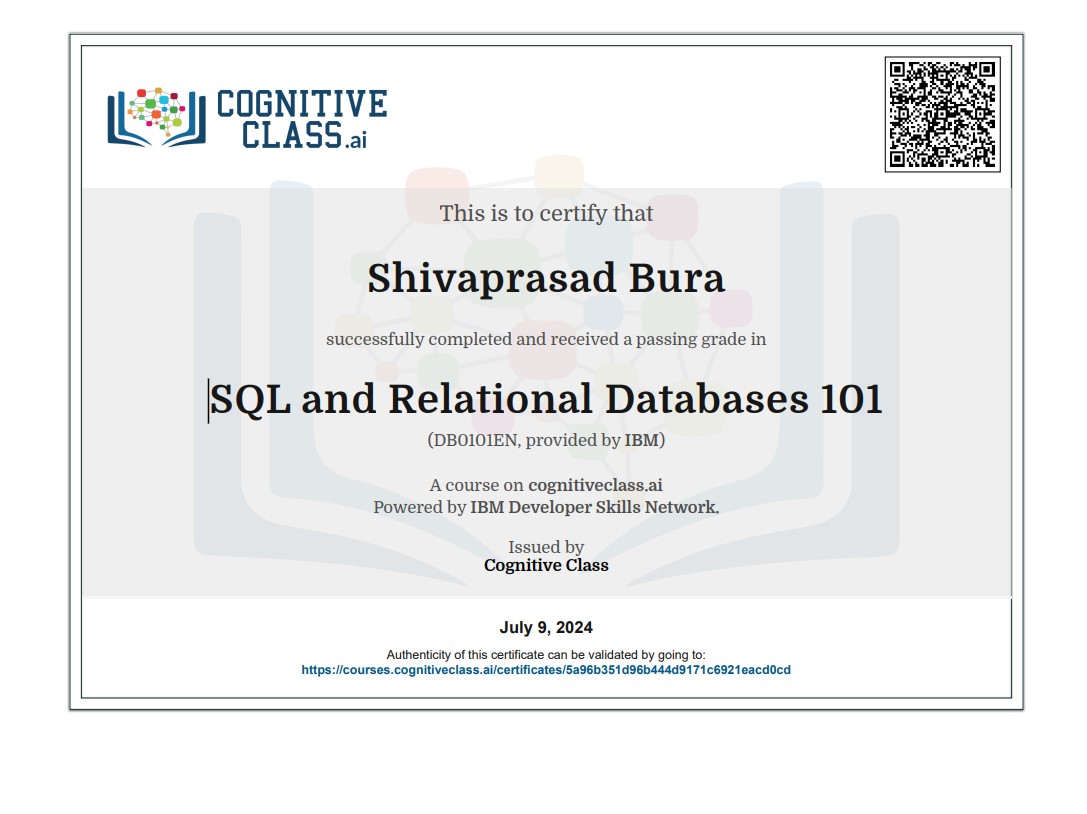 COGNITIVE
CLASS.ai
This is to certify that
Shivaprasad Bura
successfully completed and received a passing grade in
SQL and Relational Databases 101
(DB0101EN, provided by IBM)
A course on cognitiveclass.ai
Powered by IBM Developer Skills Network.
Issued by
Cognitive Class
July 9, 2024
Authenticity of this certificate can be validated by going to:
https://courses.cognitiveclass.ai/certificates/5a96b351d96b444d9171c6921eacd0cd